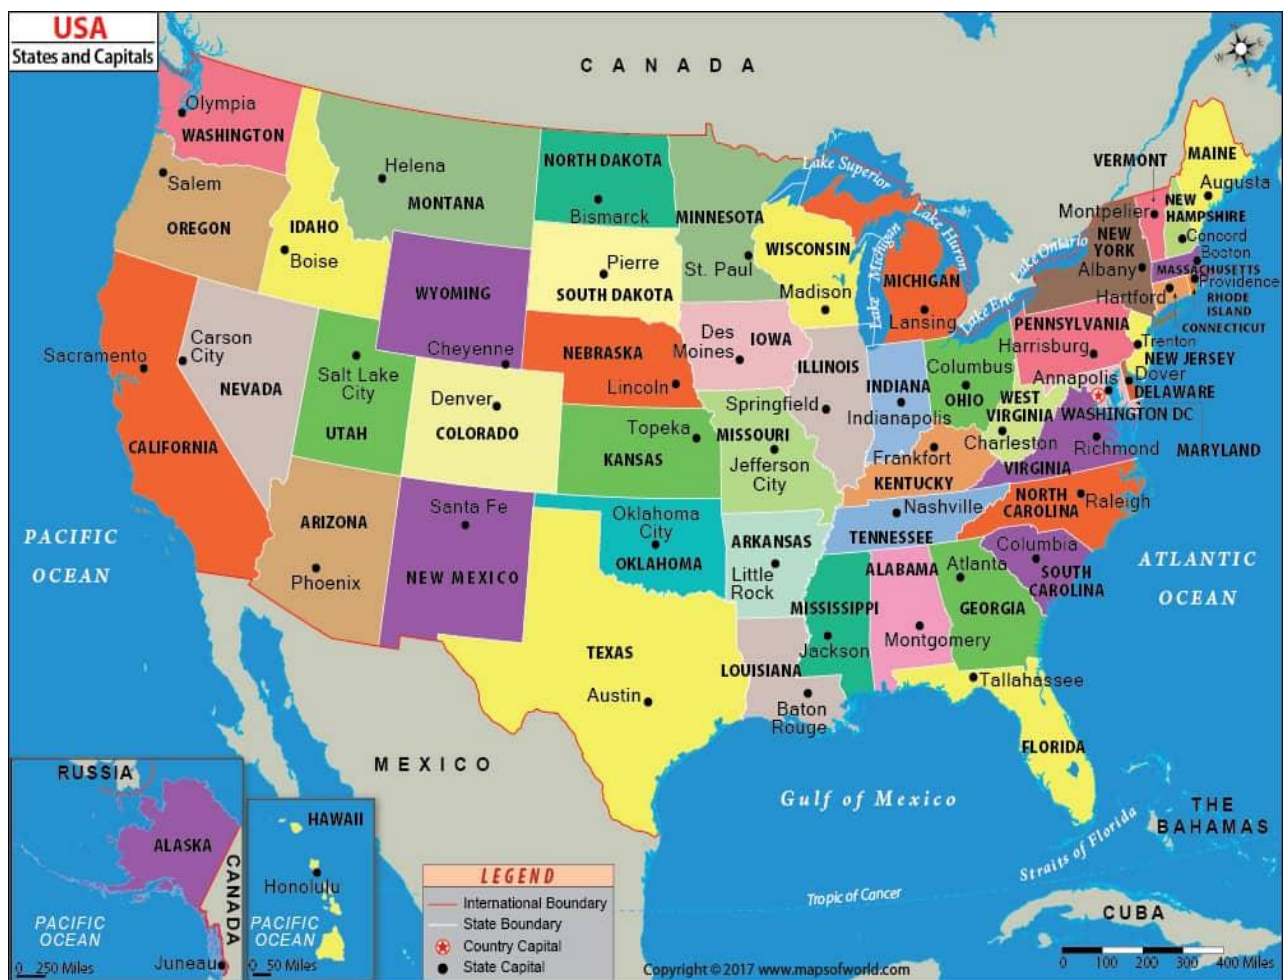 USA
States and Capitals
CANADA
Olympia
WASHINGTON
Salem
OREGON
Helena
MONTANA
IDAHO
Boise
NORTH DAKOTA
Bismarck
MINNESOTA
St. Paul
Pierre
SOUTH DAKOTA
WYOMING
Cheyenne
Lake Superior
Lake Michigan
Lake Huron
Lake Ontario
Lake Erie
WISCONSIN
Madison
MICHIGAN
Lansing
VERMONT
MAINE
Augusta
Montpelier
NEW
HAMPSHIRE
Concord
NEW
YORK
Albany
Boston
MASSACHUSETTS
Providence
Hartford
RHODE
ISLAND
CONNECTICUT
PENNSYLVANIA
Harrisburg
Trenton
NEW JERSEY
Dover
DELAWARE
Annapolis
WASHINGTON DC
MARYLAND
Sacramento
Carson
City
NEVADA
CALIFORNIA
Salt Lake
City
UTAH
Denver
COLORADO
NEBRASKA
Lincoln
Des
Moines
IOWA
ILLINOIS
Springfield
INDIANA
Indianapolis
Columbus
OHIO
WEST
VIRGINIA
Charleston
Richmond
VIRGINIA
Topeka
KANSAS
MISSOURI
Jefferson
City
Frankfort
KENTUCKY
NORTH
CAROLINA
Raleigh
Nashville
TENNESSEE
ARIZONA
Phoenix
Santa Fe
NEW MEXICO
Oklahoma
City
OKLAHOMA
ARKANSAS
Little
Rock
MISSISSIPPI
Jackson
ALABAMA
Montgomery
Atlanta
GEORGIA
Columbia
SOUTH
CAROLINA
TEXAS
Austin
LOUISIANA
Baton
Rouge
Tallahassee
FLORIDA
PACIFIC
OCEAN
ATLANTIC
OCEAN
MEXICO
Gulf of Mexico
Straits of Florida
THE
BAHAMAS
Tropic of Cancer
CUBA
RUSSIA
ALASKA
CANADA
PACIFIC
OCEAN
Juneau
0 250 Miles
HAWAII
Honolulu
PACIFIC
OCEAN
0 50 Miles
LEGEND
International Boundary
State Boundary
Country Capital
State Capital
Copyright © 2017 www.mapsofworld.com
0 100 200 300 400 Miles
N
E
S
W